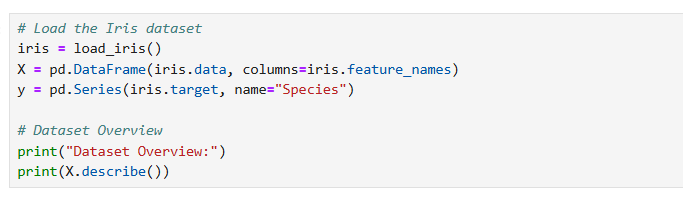 # Load the Iris dataset
iris = load_iris()
X = pd.DataFrame(iris.data, columns=iris.feature_names)
y = pd.Series(iris.target, name="Species")

# Dataset Overview
print("Dataset Overview:")
print(X.describe())